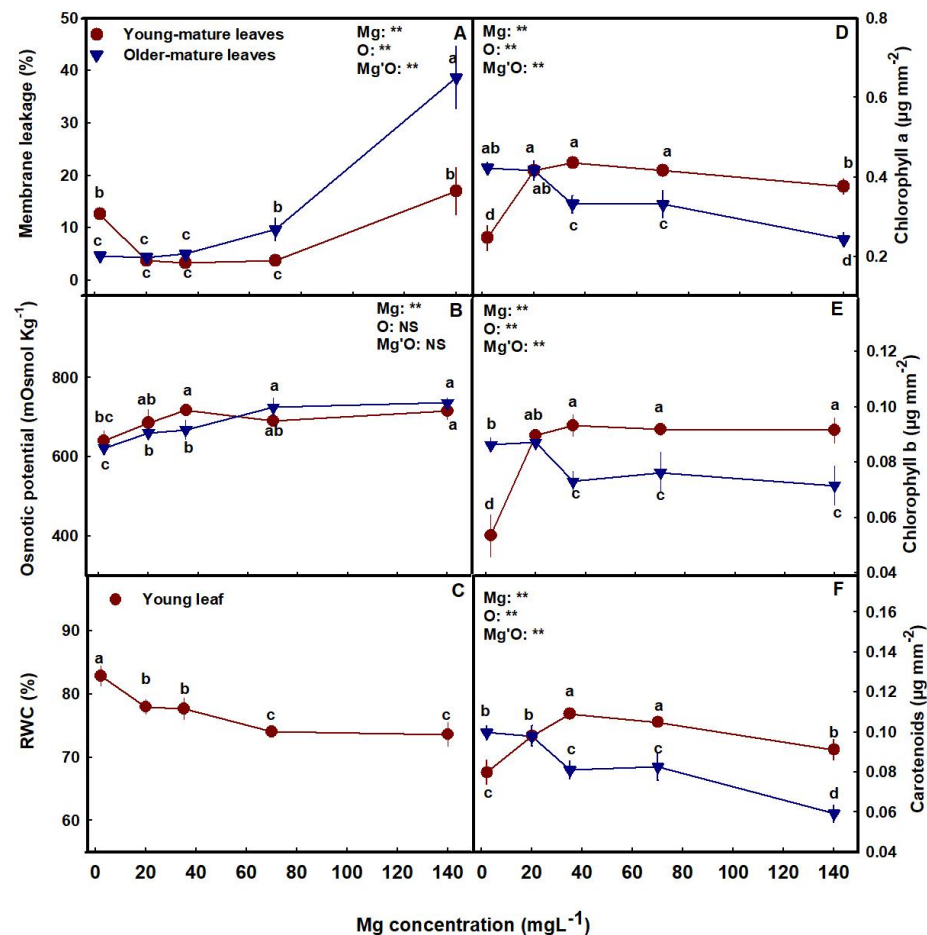 50
40
30
20
10
0
Membrane leakage (%)
Young-mature leaves
Older-mature leaves
Mg: **
O: **
Mg'O: **
A
b
c
c
c
c
c
b
c
a
b
Mg: **
O: **
Mg'O: **
D
ab
d
a
ab
a
c
a
c
b
d
0.8
0.6
0.4
0.2
Chlorophyll a (µg mm-2)
800
600
400
Osmotic potential (mOsmol Kg-1)
Mg: **
O: NS
Mg'O: NS
B
bc
c
ab
b
a
b
a
ab
a
a
Mg: **
O: **
Mg'O: **
E
b
d
ab
a
c
a
c
a
c
0.12
0.10
0.08
0.06
0.04
Chlorophyll b (µg mm-2)
90
80
70
60
RWC (%)
Young leaf
C
a
b
b
c
c
Mg: **
O: **
Mg'O: **
F
b
c
b
a
c
a
c
b
d
0.16
0.14
0.12
0.10
0.08
0.06
0.04
Carotenoids (µg mm-2)
0 20 40 60 80 100 120 140
0 20 40 60 80 100 120 140
Mg concentration (mgL-1)